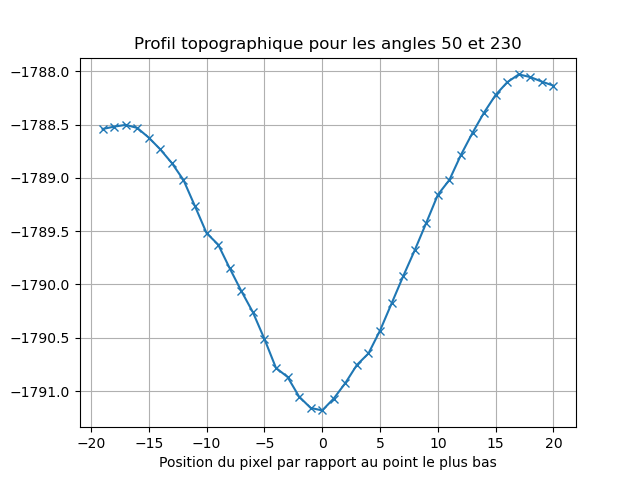 Profil topographique pour les angles 50 et 230
−1788.0
−1788.5
−1789.0
−1789.5
−1790.0
−1790.5
−1791.0
−20 −15 −10 −5 0 5 10 15 20
Position du pixel par rapport au point le plus bas